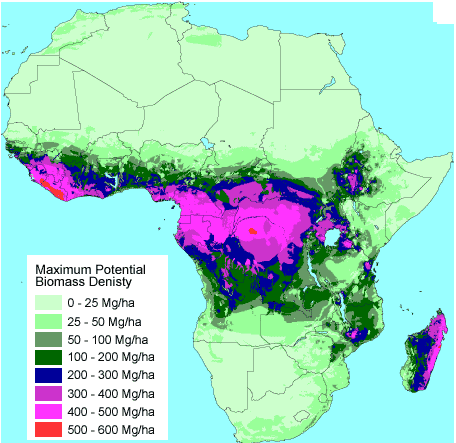 Maximum Potential
Biomass Denisty
0 - 25 Mg/ha
25 - 50 Mg/ha
50 - 100 Mg/ha
100 - 200 Mg/ha
200 - 300 Mg/ha
300 - 400 Mg/ha
400 - 500 Mg/ha
500 - 600 Mg/ha